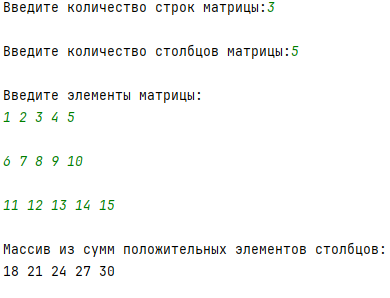 Введите количество строк матрицы:3
Введите количество столбцов матрицы:5
Введите элементы матрицы:
1 2 3 4 5
6 7 8 9 10
11 12 13 14 15
Массив из сумм положительных элементов столбцов:
18 21 24 27 30